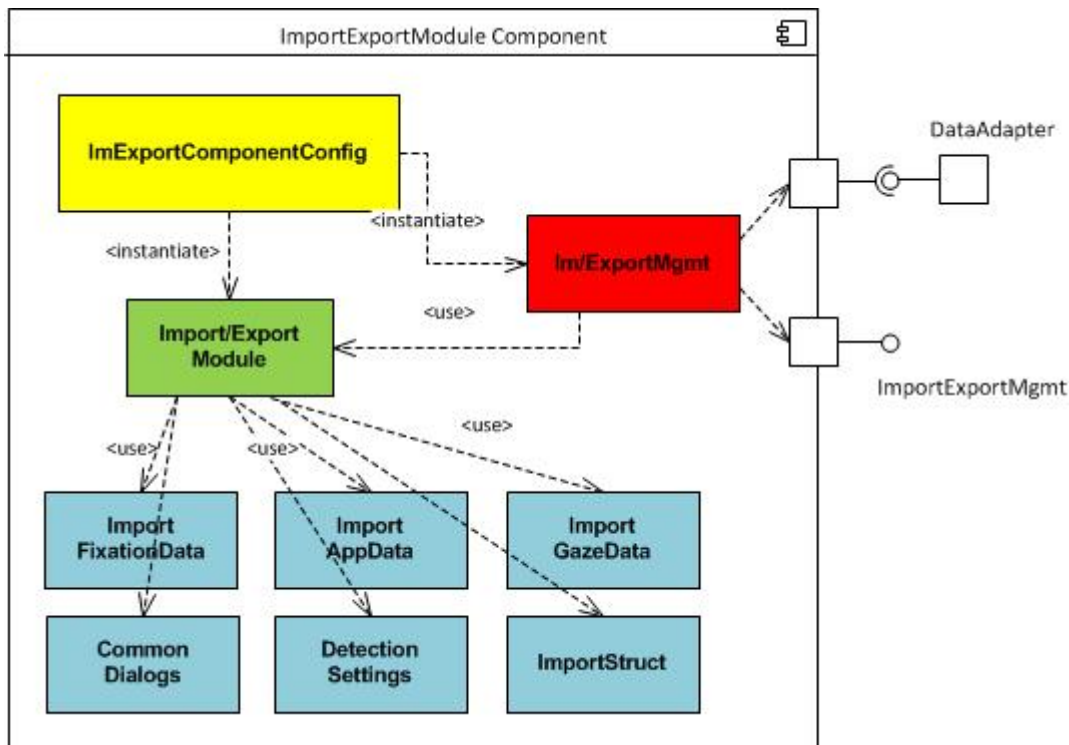 ImportExportModule Component
ImExportComponentConfig
DataAdapter
<instantiate>
<instantiate>
Im/ExportMgmt
<use>
Import/Export
Module
ImportExportMgmt
<use>
<use>
<use>
Import
FixationData
Import
AppData
Import
GazeData
Common
Dialogs
Detection
Settings
ImportStruct